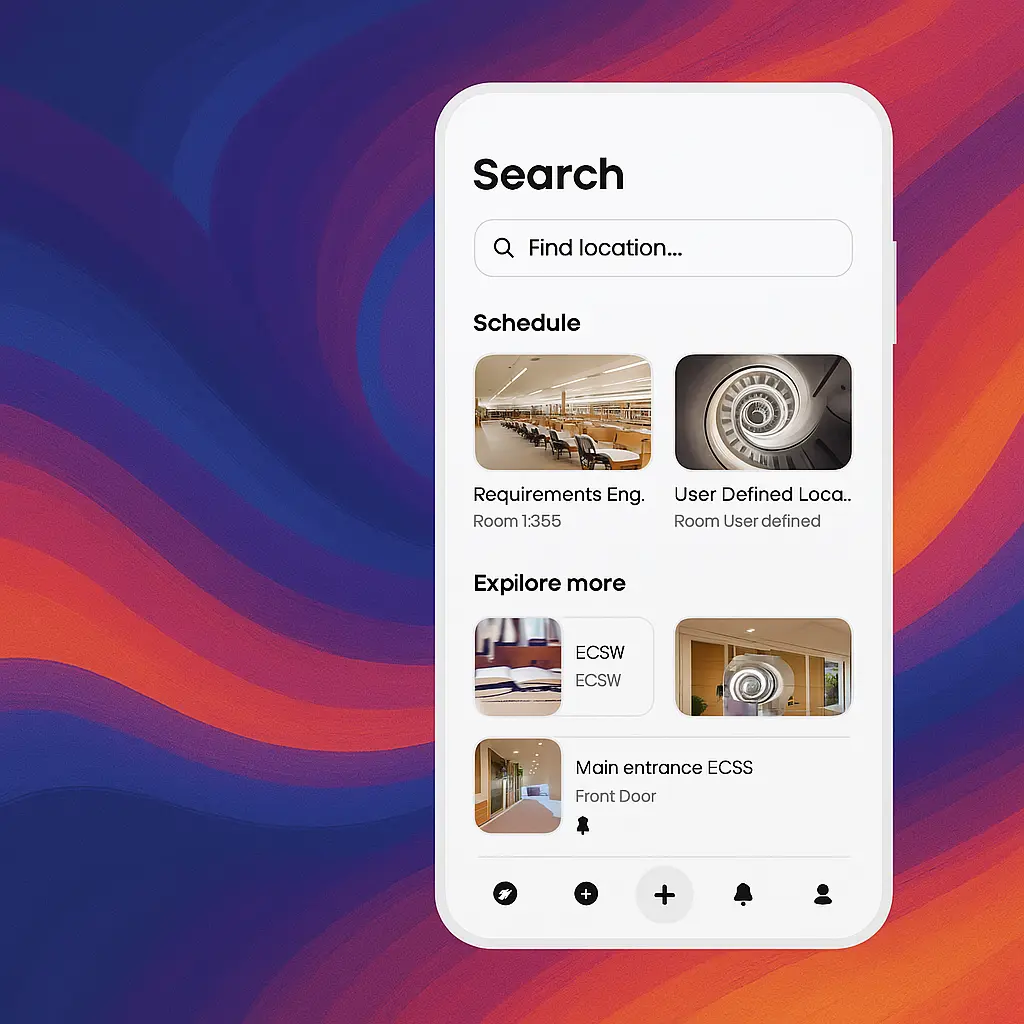 Search
Find location...
Schedule
Requirements Eng.
Room 1:355
User Defined Loca..
Room User defined
Explore more
ECSW
ECSW
Main entrance ECSS
Front Door